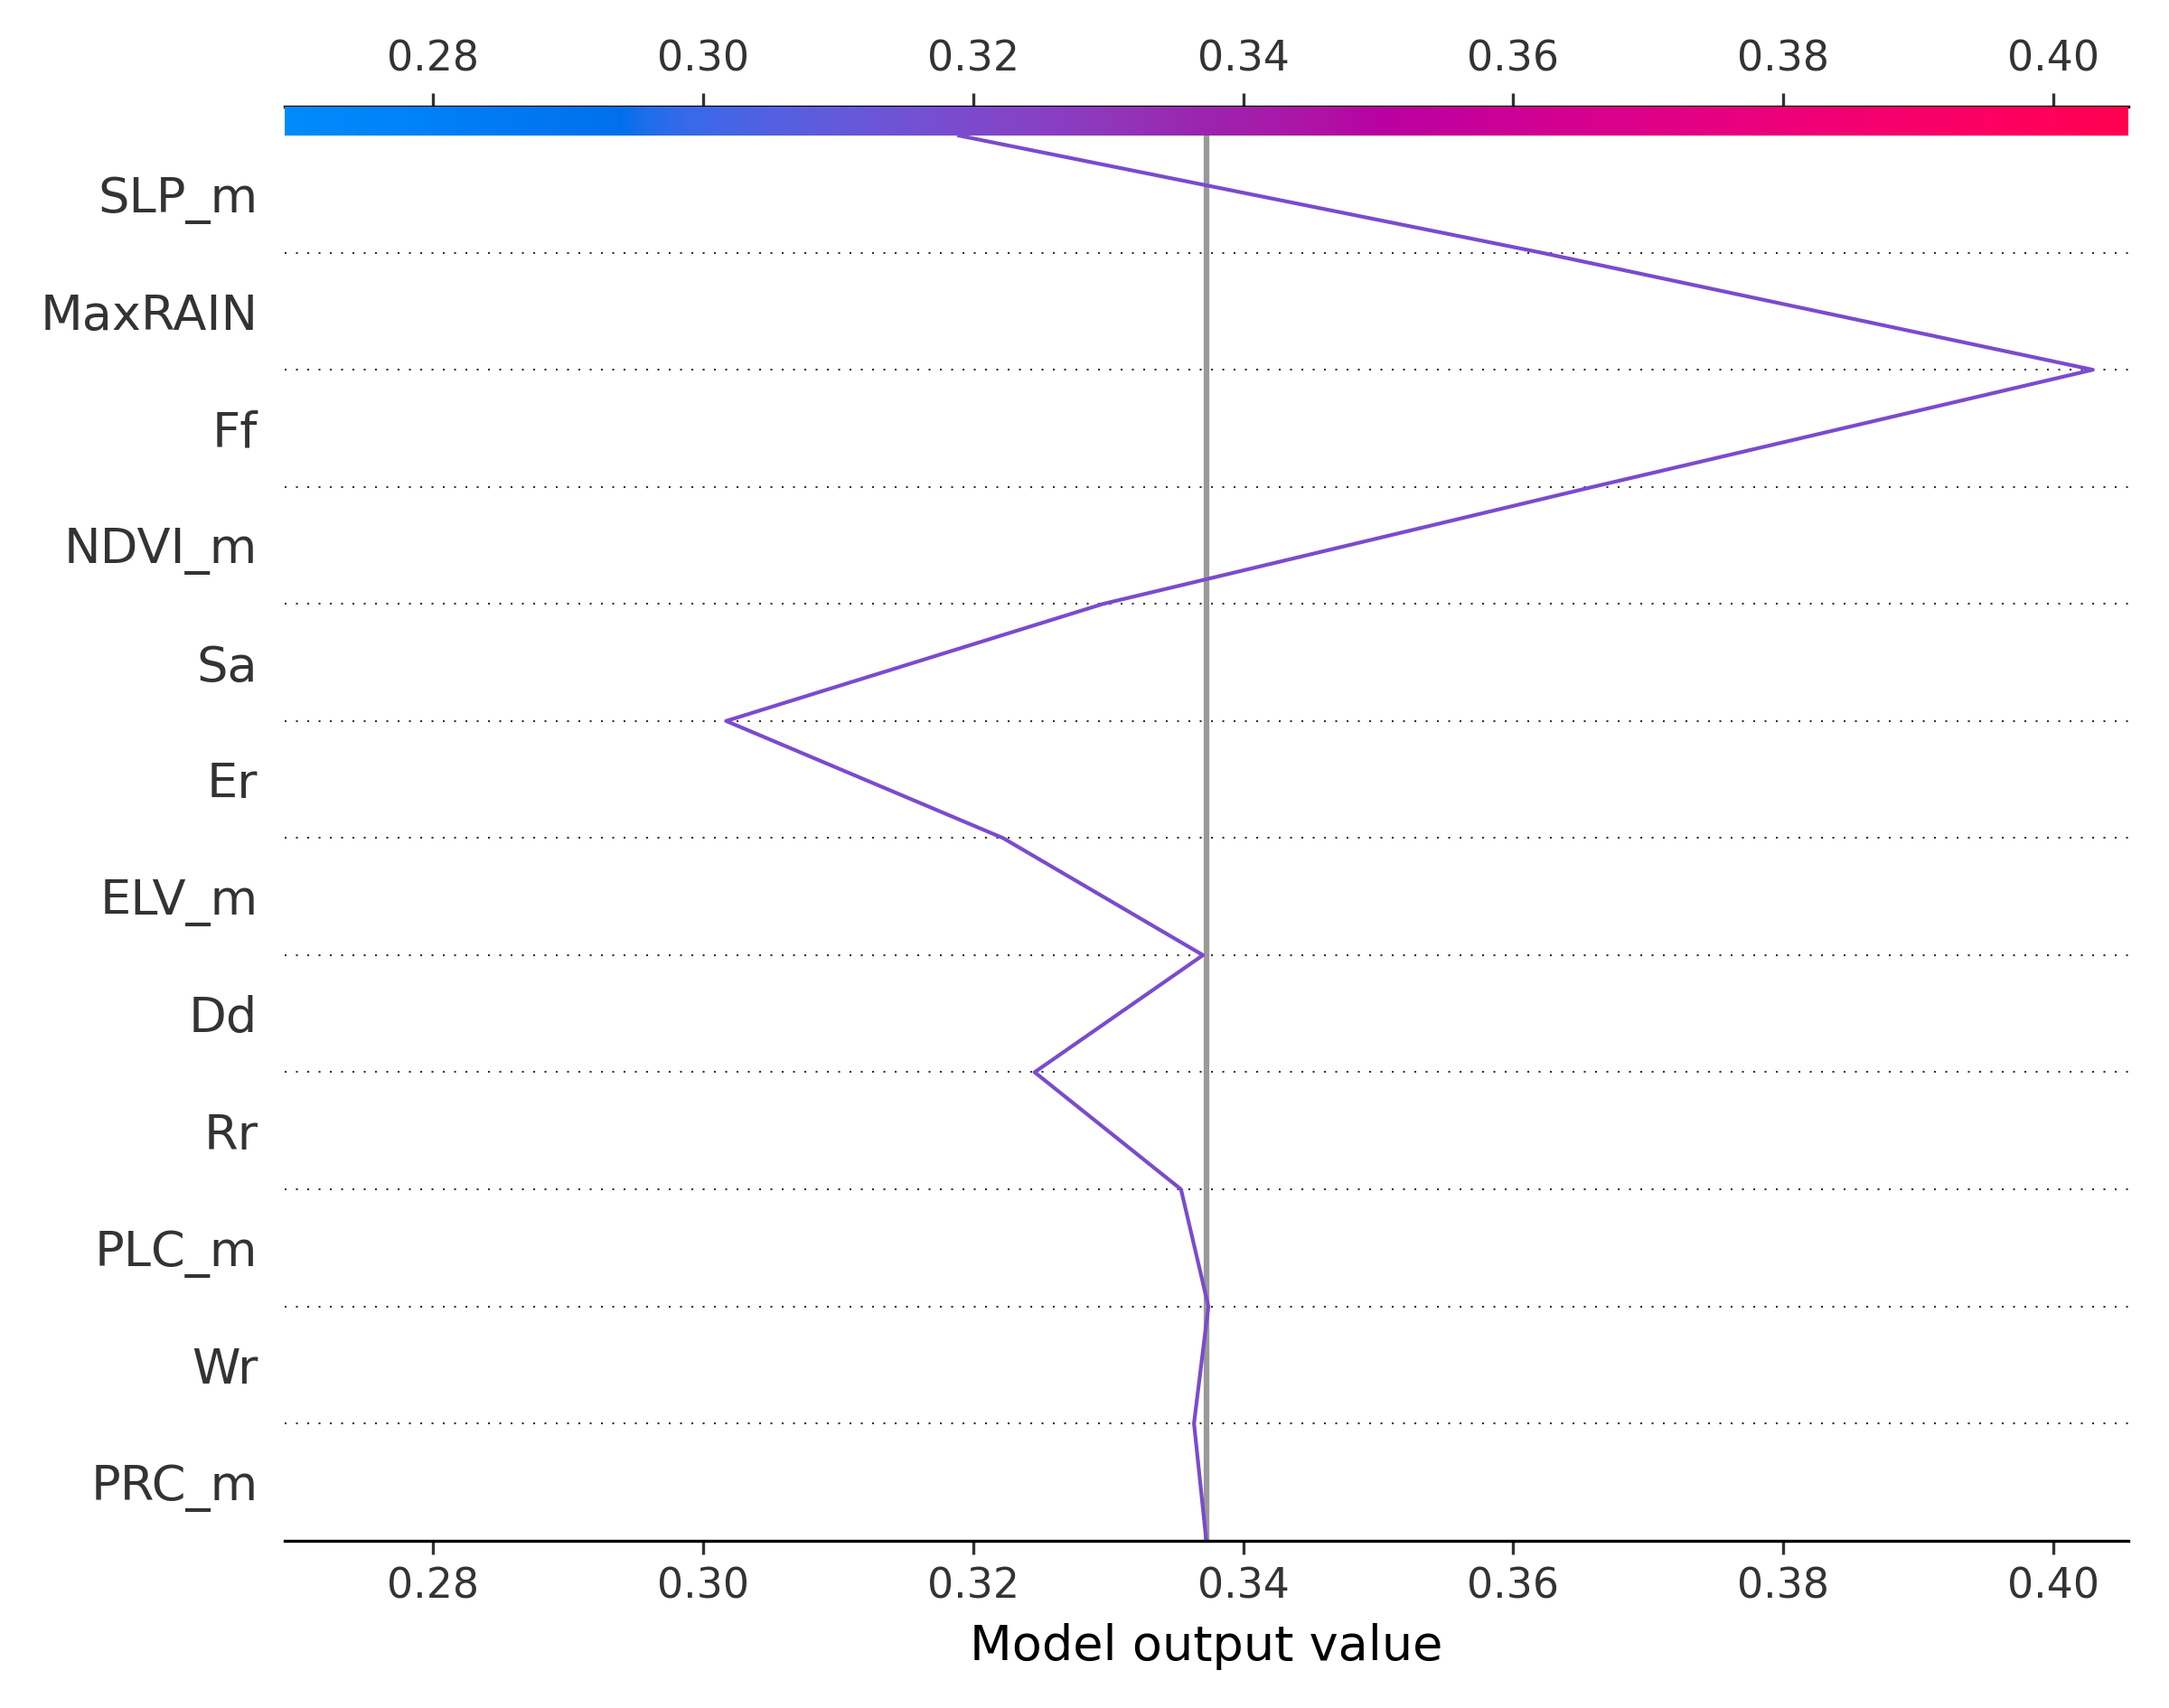 0.28 0.30 0.32 0.34 0.36 0.38 0.40
SLP_m
MaxRAIN
Ff
NDVI_m
Sa
Er
ELV_m
Dd
Rr
PLC_m
Wr
PRC_m
0.28 0.30 0.32 0.34 0.36 0.38 0.40
Model output value